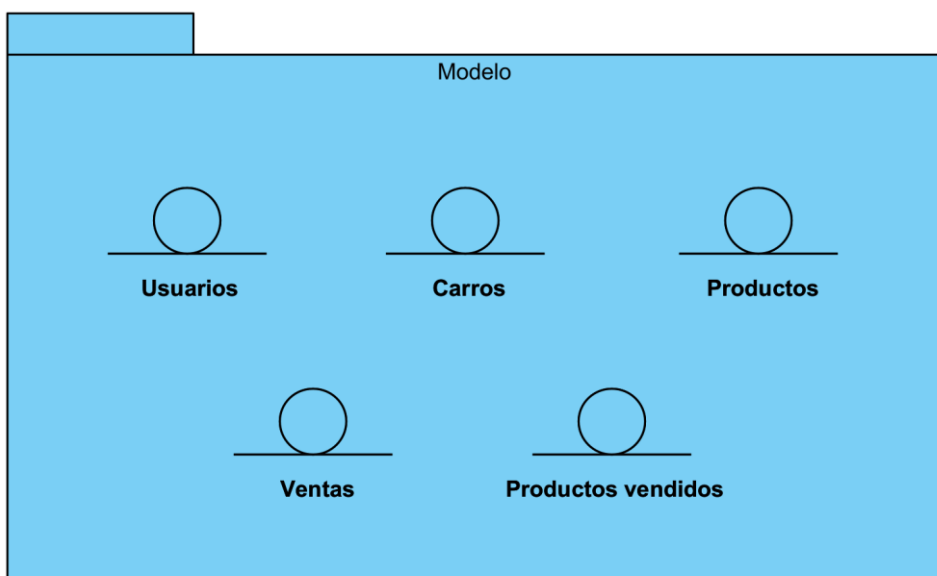 Modelo
Usuarios
Carros
Productos
Ventas
Productos vendidos